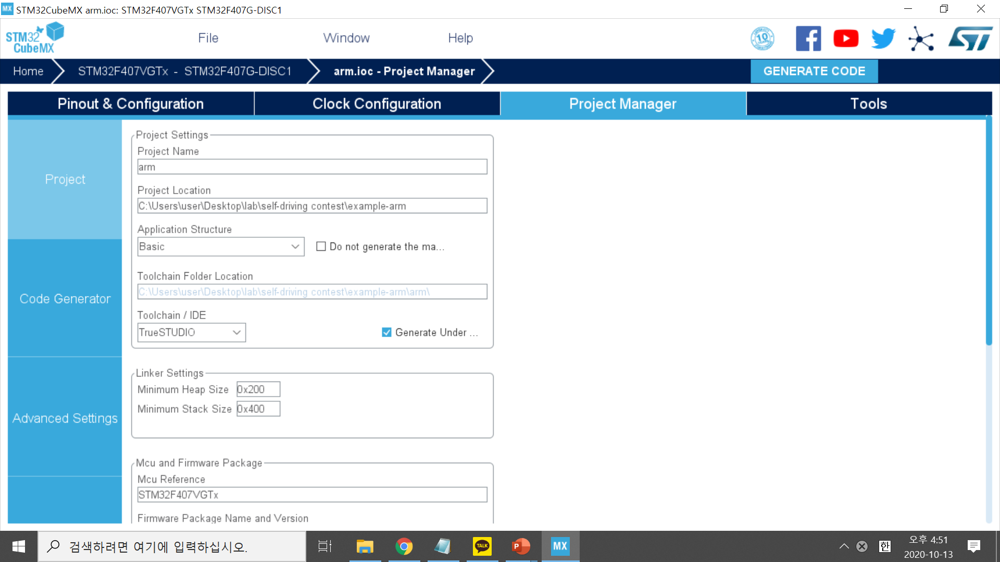 MX STM32CubeMX arm.ioc: STM32F407VGTx STM32F407G-DISC1
STM32
CubeMX
File
Window
Help
10
Home
STM32F407VGTx - STM32F407G-DISC1
arm.ioc - Project Manager
GENERATE CODE
Pinout & Configuration
Clock Configuration
Project Manager
Tools
Project
Code Generator
Advanced Settings
Project Settings
Project Name
arm
Project Location
C:\Users\user\Desktop\lab\self-driving contest\example-arm
Application Structure
Basic
Do not generate the ma...
Toolchain Folder Location
C:\Users\user\Desktop\lab\self-driving contest\example-arm\arm\
Toolchain / IDE
TrueSTUDIO
Generate Under ...
Linker Settings
Minimum Heap Size 0x200
Minimum Stack Size 0x400
Mcu and Firmware Package
Mcu Reference
STM32F407VGTx
Firmware Package Name and Version
검색하려면 여기에 입력하십시오.
TALK
P
MX
한
오후 4:51
2020-10-13